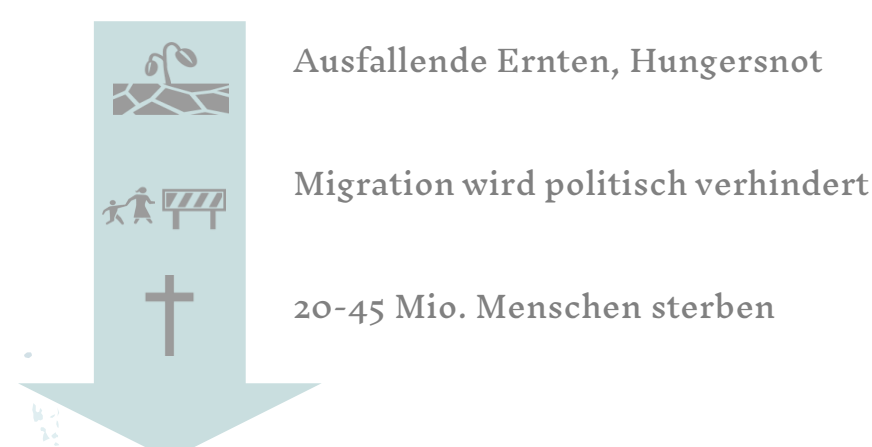 Ausfallende Ernten, Hungersnot
Migration wird politisch verhindert
20-45 Mio. Menschen sterben